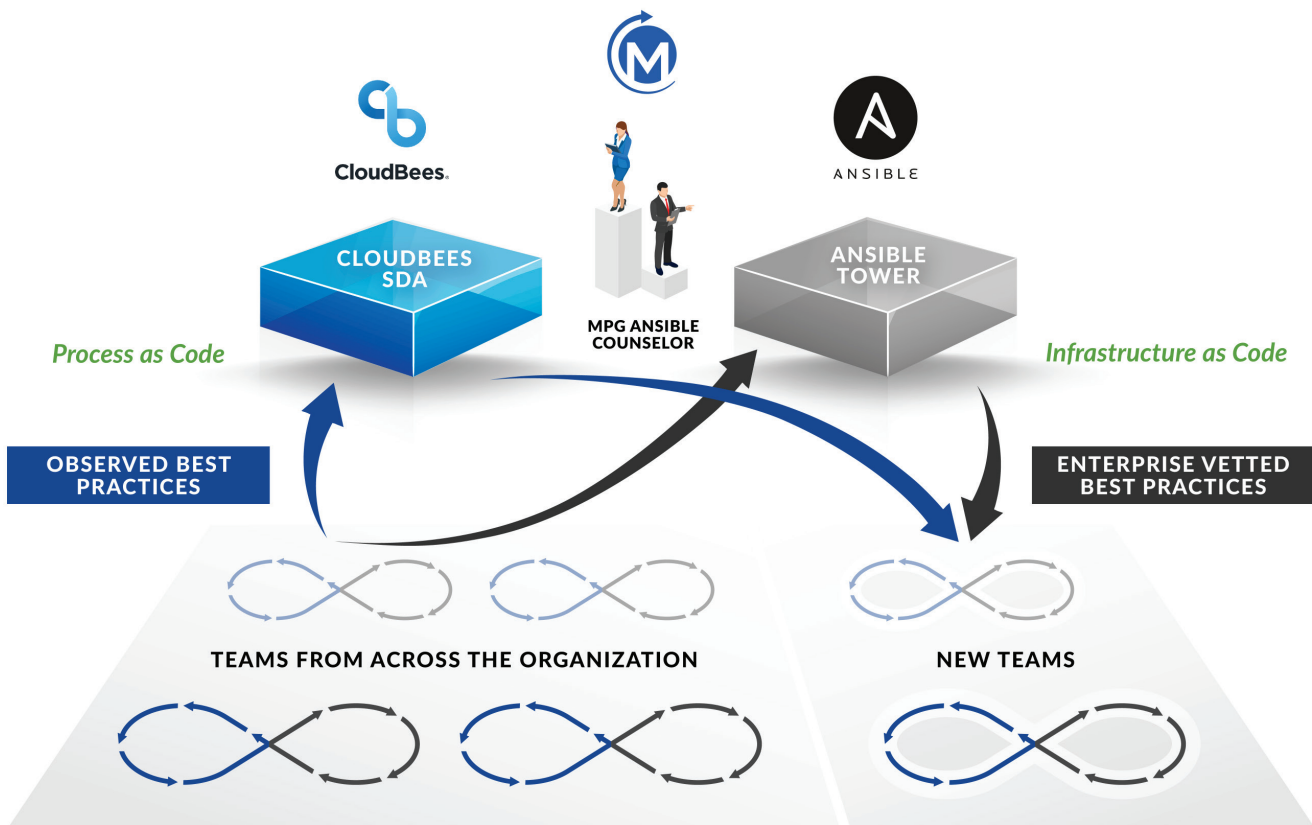 M
cb
CloudBees.
A
ANSIBLE
CLOUDBEES
SDA
ANSIBLE
TOWER
MPG ANSIBLE
COUNSELOR
Process as Code
Infrastructure as Code
OBSERVED BEST
PRACTICES
ENTERPRISE VETTED
BEST PRACTICES
TEAMS FROM ACROSS THE ORGANIZATION
NEW TEAMS